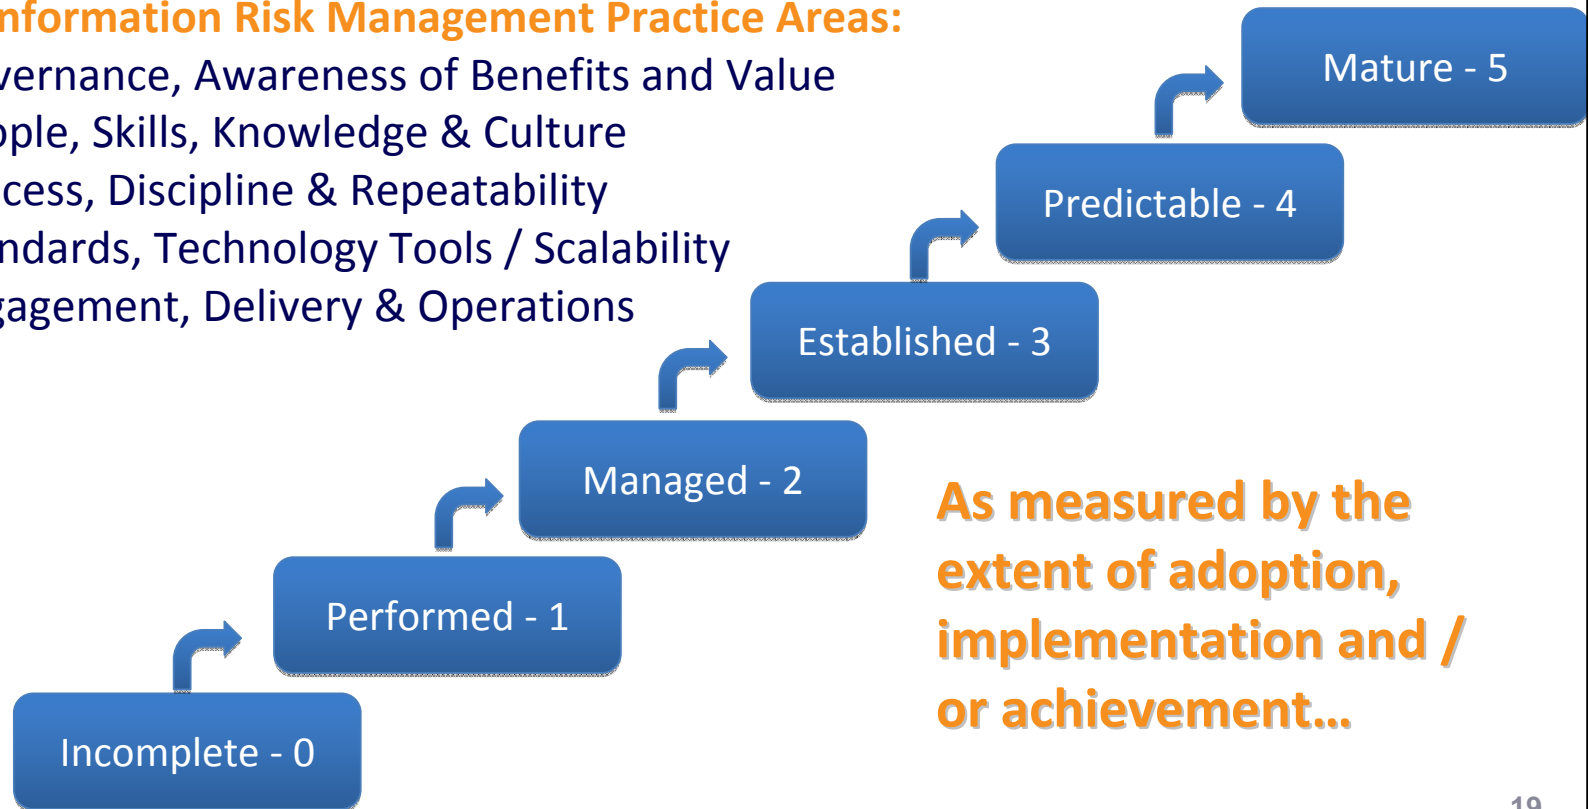 nformation Risk Management Practice Areas:
vernance, Awareness of Benefits and Value
ople, Skills, Knowledge & Culture
cess, Discipline & Repeatability
ndards, Technology Tools / Scalability
gagement, Delivery & Operations
Mature - 5
Predictable - 4
Established - 3
Managed - 2
Performed - 1
Incomplete - 0
As measured by the
extent of adoption,
implementation and /
or achievement…
19